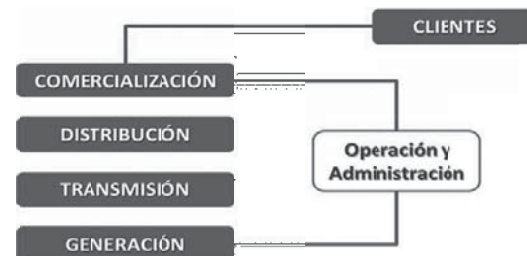 CLIENTES
COMERCIALIZACIÓN
DISTRIBUCIÓN
Operación y
Administración
TRANSMISIÓN
GENERACIÓN